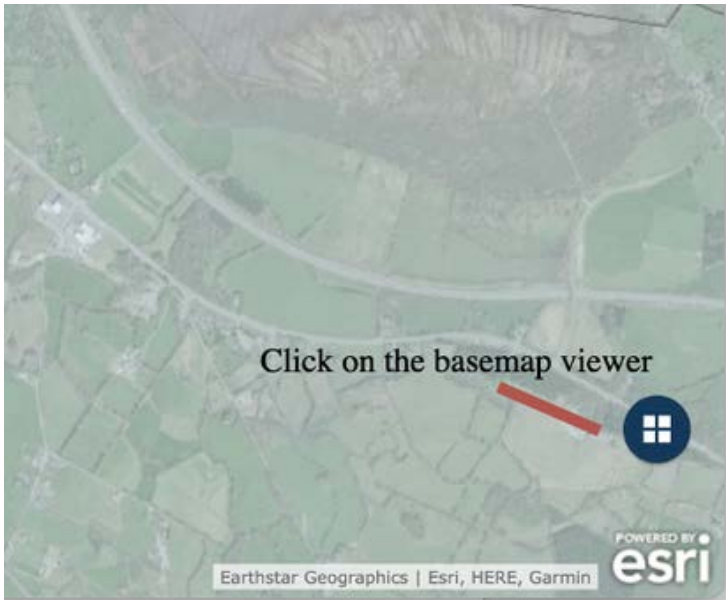 Click on the basemap viewer
POWERED BY
esri
Earthstar Geographics | Esri, HERE, Garmin